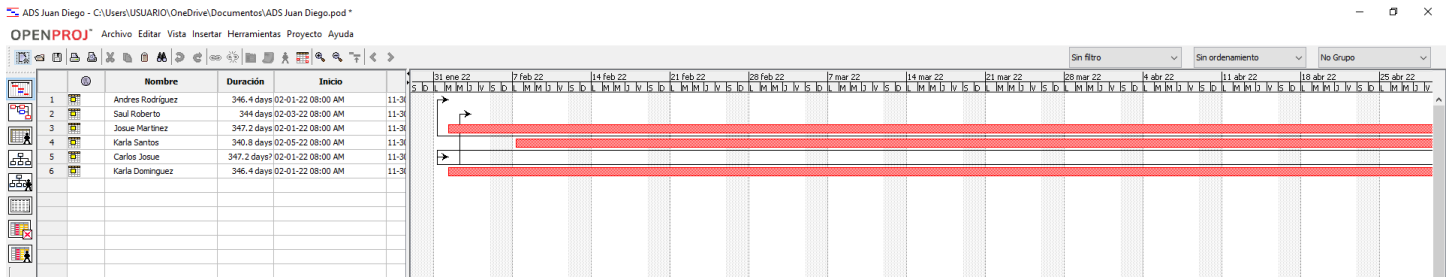 ADS Juan Diego - C:\Users\USUARIO\OneDrive\Documentos\ADS Juan Diego.pod *
OPENPROJ Archivo Editar Vista Insertar Herramientas Proyecto Ayuda
Sin filtro Sin ordenamiento No Grupo
Nombre Duración Inicio
31 ene 22 7 feb 22 14 feb 22 21 feb 22 28 feb 22 7 mar 22 14 mar 22 21 mar 22 28 mar 22 4 abr 22 11 abr 22 18 abr 22 25 abr 22
S D L M M J V S D L M M J V S D L M M J V S D L M M J V S D L M M J V S D L M M J V S D L M M J V S D L M M J V S D L M M J V S D L M M J V S D L M M J V S D L M M J V S D L M M J V
1 Andres Rodríguez 346.4 days 02-01-22 08:00 AM 11-30
2 Saul Roberto 344 days 02-03-22 08:00 AM 11-30
3 Josue Martinez 347.2 days 02-01-22 08:00 AM 11-30
4 Karla Santos 340.8 days 02-05-22 08:00 AM 11-30
5 Carlos Josue 347.2 days? 02-01-22 08:00 AM 11-30
6 Karla Dominguez 346.4 days 02-01-22 08:00 AM 11-30